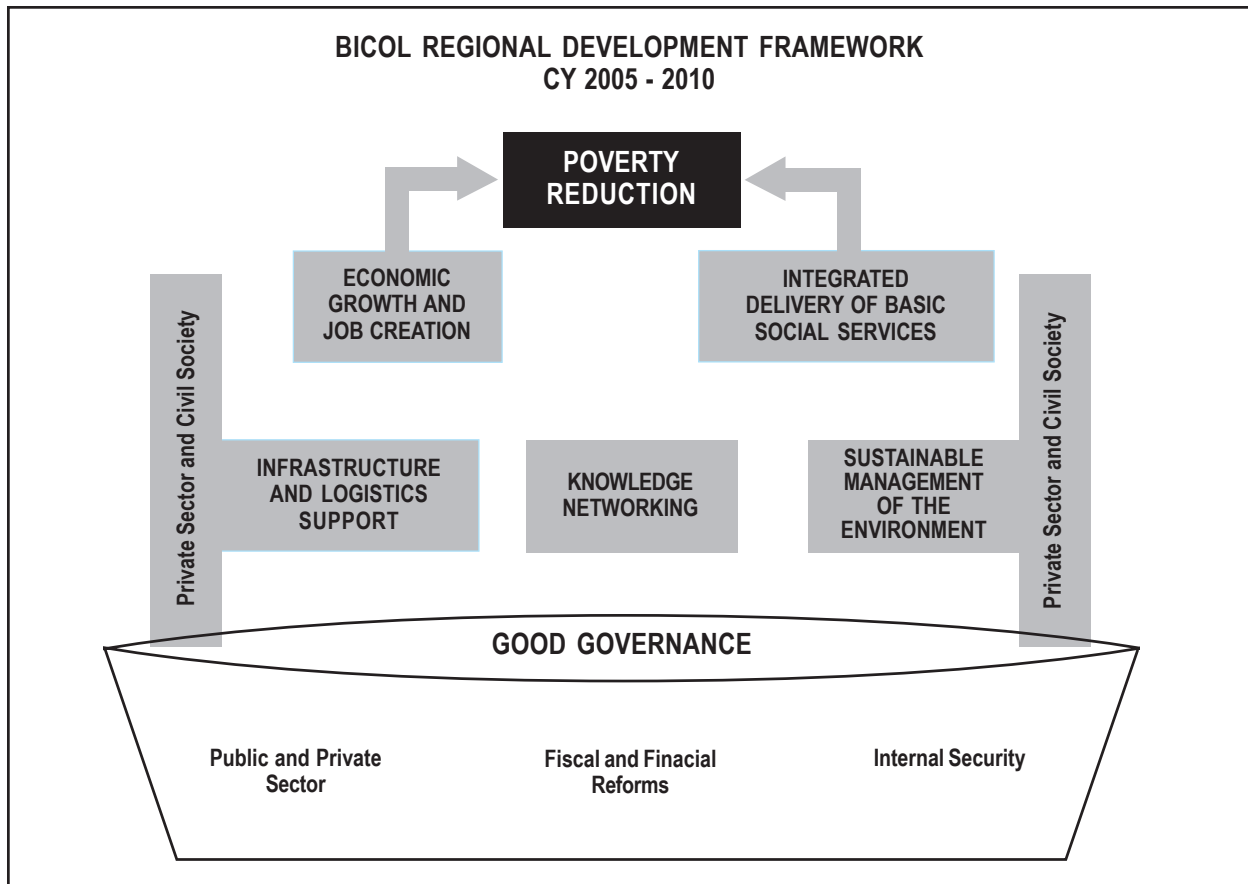 BICOL REGIONAL DEVELOPMENT FRAMEWORK
CY 2005 - 2010
POVERTY
REDUCTION
ECONOMIC
GROWTH AND
JOB CREATION
INTEGRATED
DELIVERY OF BASIC
SOCIAL SERVICES
Private Sector and Civil Society
INFRASTRUCTURE
AND LOGISTICS
SUPPORT
KNOWLEDGE
NETWORKING
SUSTAINABLE
MANAGEMENT
OF THE
ENVIRONMENT
Private Sector and Civil Society
GOOD GOVERNANCE
Public and Private
Sector
Fiscal and Finacial
Reforms
Internal Security